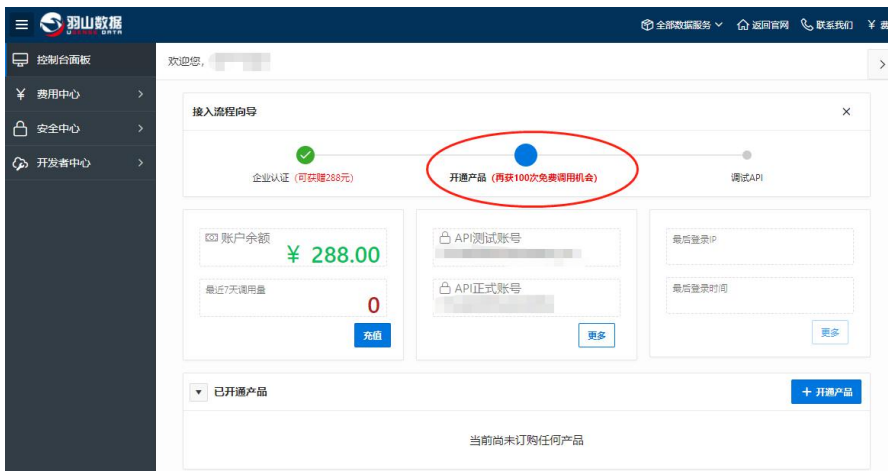 羽山数据
全部数据服务 返回官网 联系我们 ¥
控制台面板
欢迎您，
¥ 费用中心
安全中心
开发者中心
接入流程向导
企业认证（可获赠288元）
开通产品（再获100次免费调用机会）
调试API
账户余额
¥ 288.00
API测试账号
最后登录IP
最近7天调用量
0
API正式账号
最后登录时间
充值
更多
更多
已开通产品
+ 开通产品
当前尚未订购任何产品